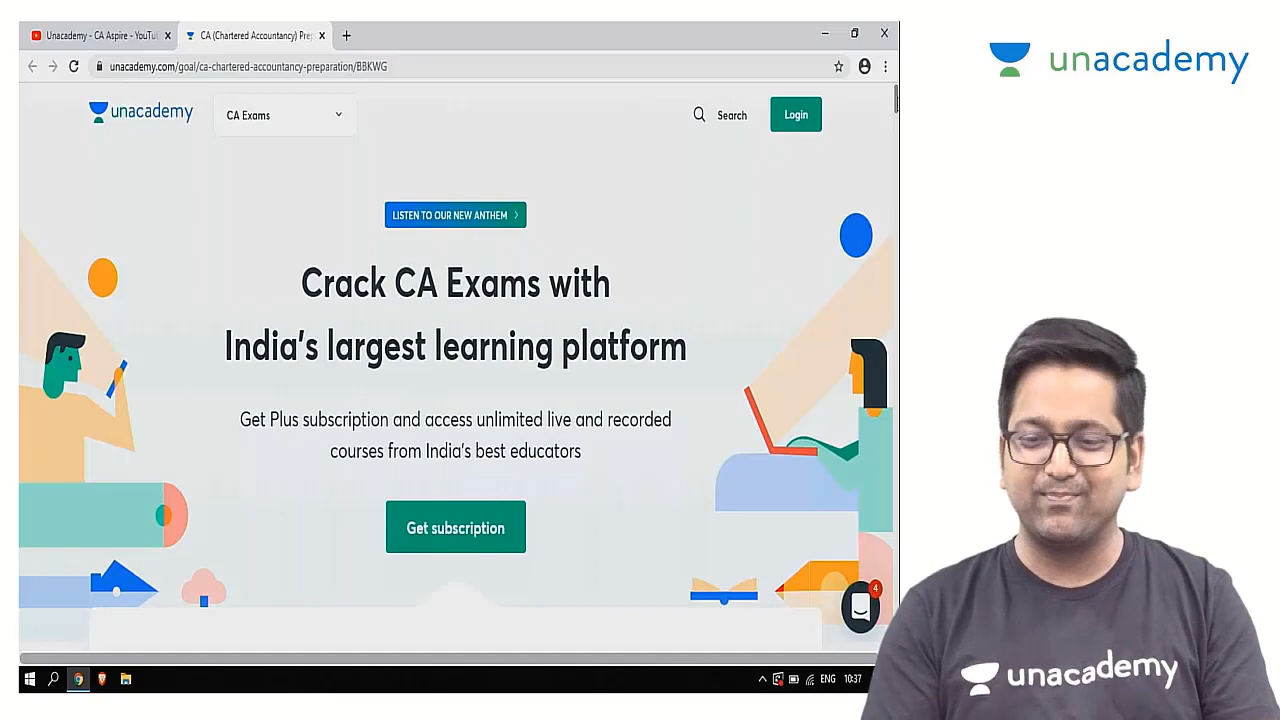 Unacademy - CA Aspire - YouTu
CA (Chartered Accountancy) Pre
unacademy.com/goal/ca-chartered-accountancy-preparation/BBKWG
unacademy
unacademy
CA Exams
Search
Login
LISTEN TO OUR NEW ANTHEM
Crack CA Exams with
India's largest learning platform
Get Plus subscription and access unlimited live and recorded
courses from India's best educators
Get subscription
4
ENG 10:37
unacademy